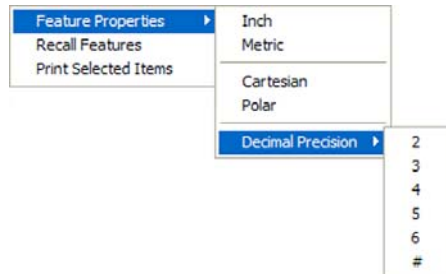 Feature Properties
Recall Features
Print Selected Items
Inch
Metric
Cartesian
Polar
Decimal Precision
2
3
4
5
6
#